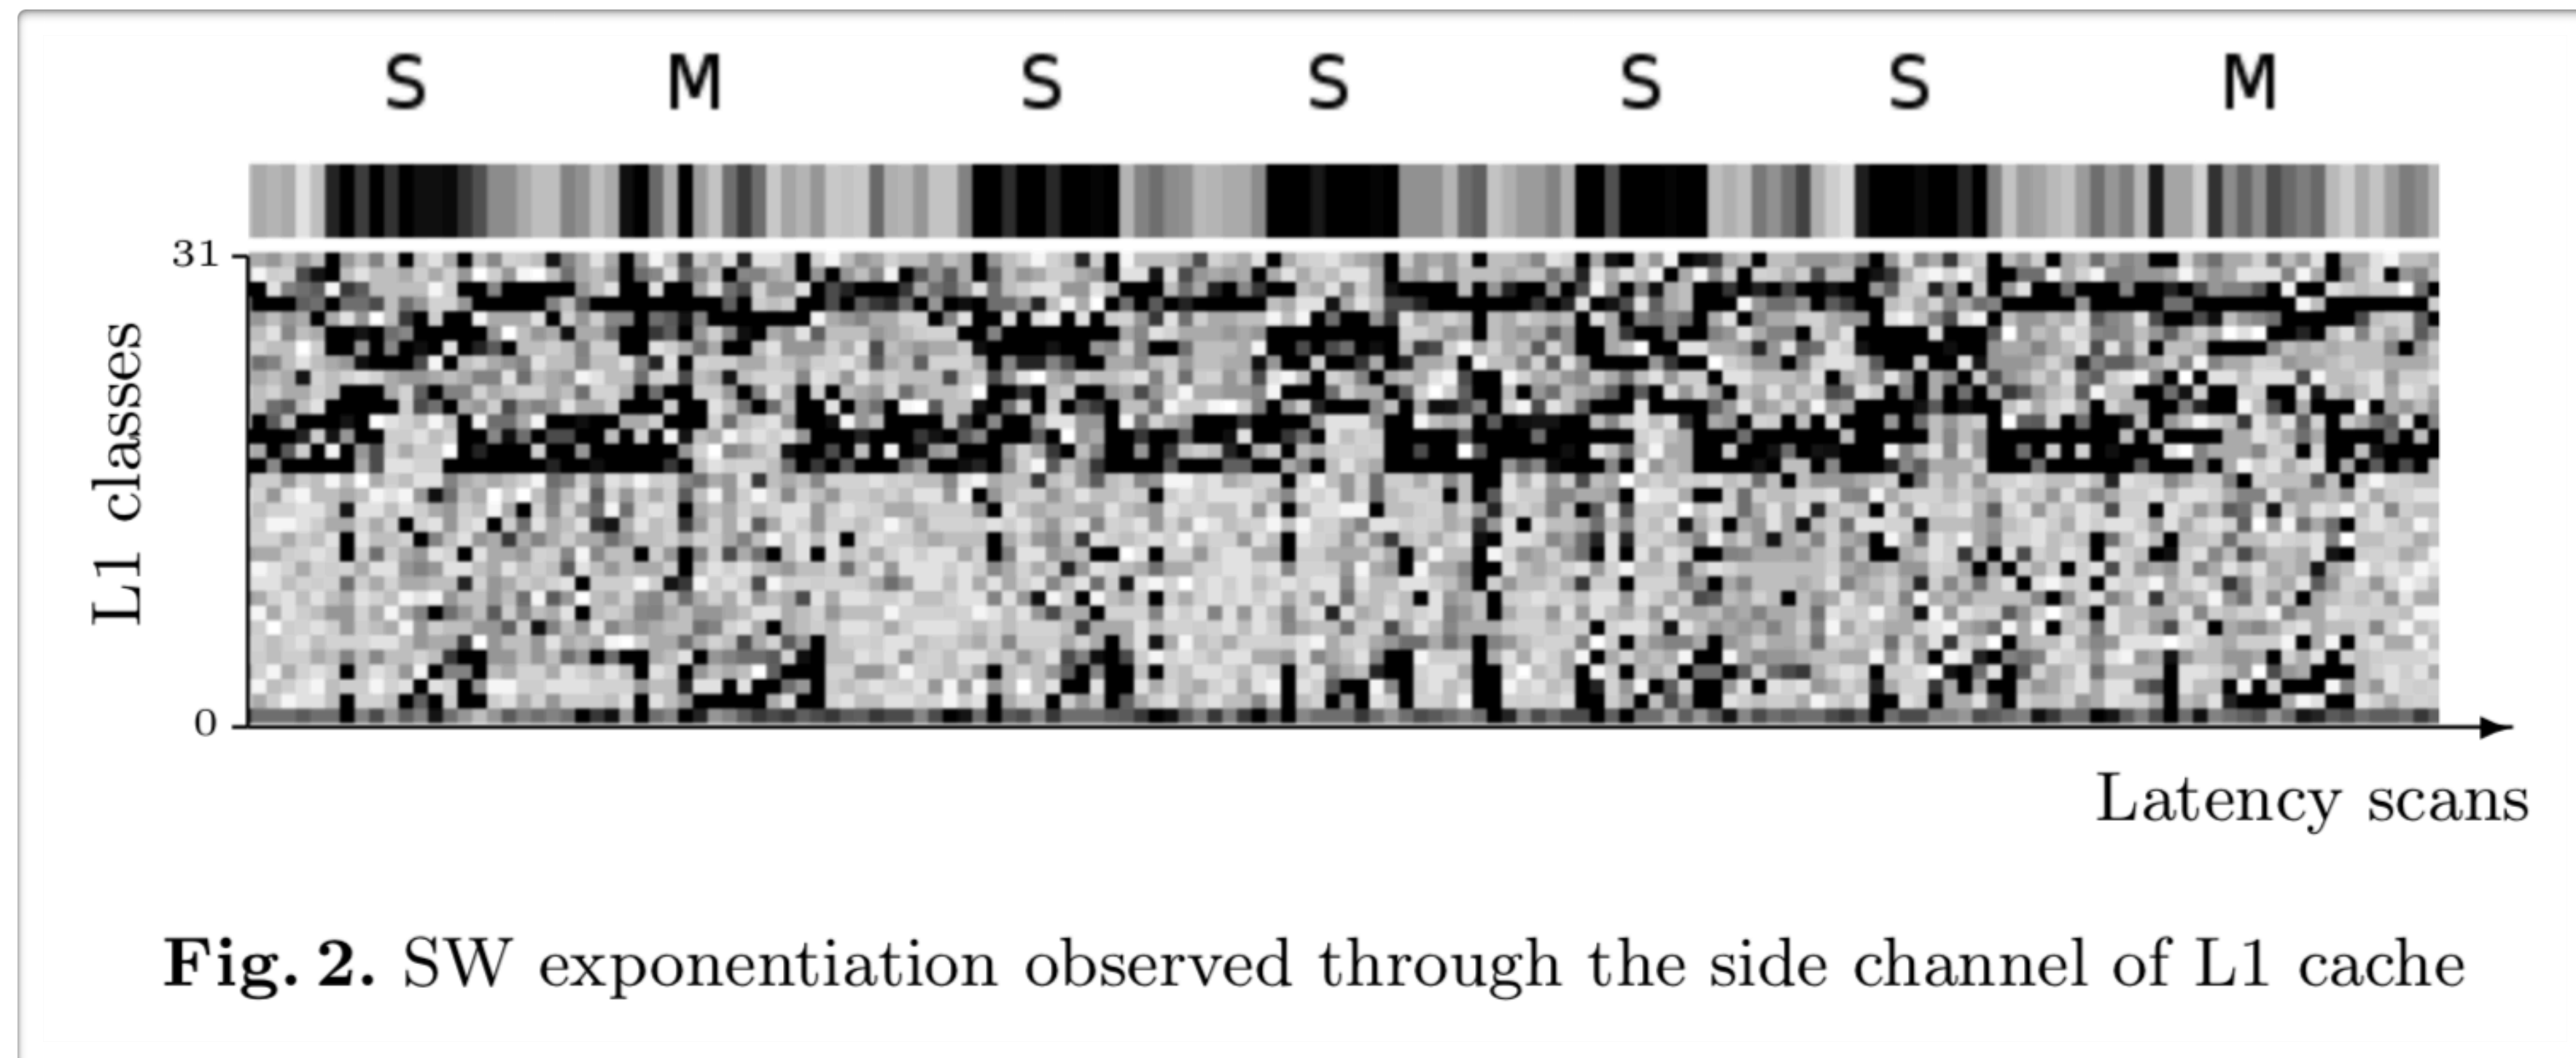 S M S S S S M
31
L1 classes
0
Latency scans
Fig. 2. SW exponentiation observed through the side channel of L1 cache